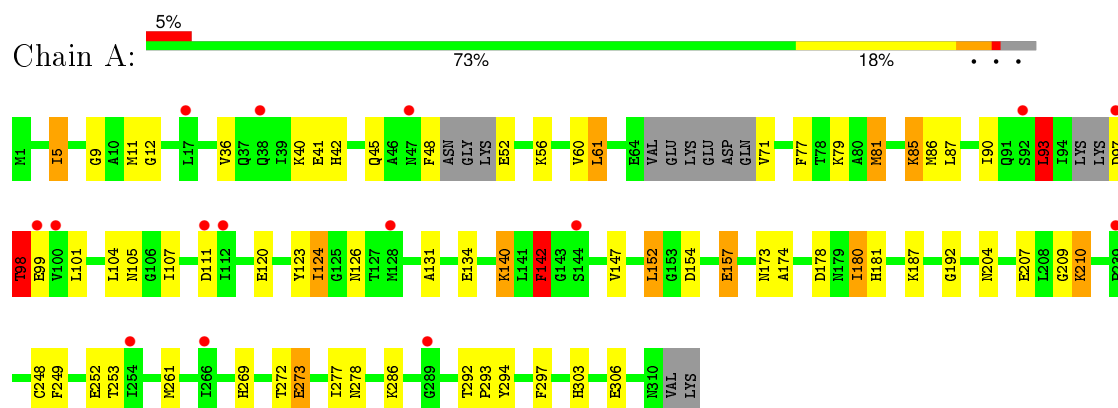 5%
Chain A:
73% 18% • • •
M1 I5 G9 A10 M11 G12 L17 V36 Q37 Q38 I39 K40 E41 H42 Q45 A46 N47 F48 ASN GLY LYS E52 K56 V60 L61 E64 VAL GLU LYS GLU ASP GLN V71 F77 T78 K79 A80 M81 K85 M86 L87 I90 Q91 S92 L93 I94 LYS LYS D97
T98 E99 V100 L101 L104 N105 G106 I107 D111 I112 E120 Y123 I124 G125 N126 T127 M128 A131 E134 K140 L141 F142 G143 S144 V147 L152 G153 D154 E157 N173 A174 D178 N179 I180 H181 K187 G192 N204 E207 L208 G209 K210
C248 F249 E252 T253 I254 M261 I266 H269 T272 E273 I277 N278 K286 G289 T292 P293 Y294 F297 H303 E306 N310 VAL LYS